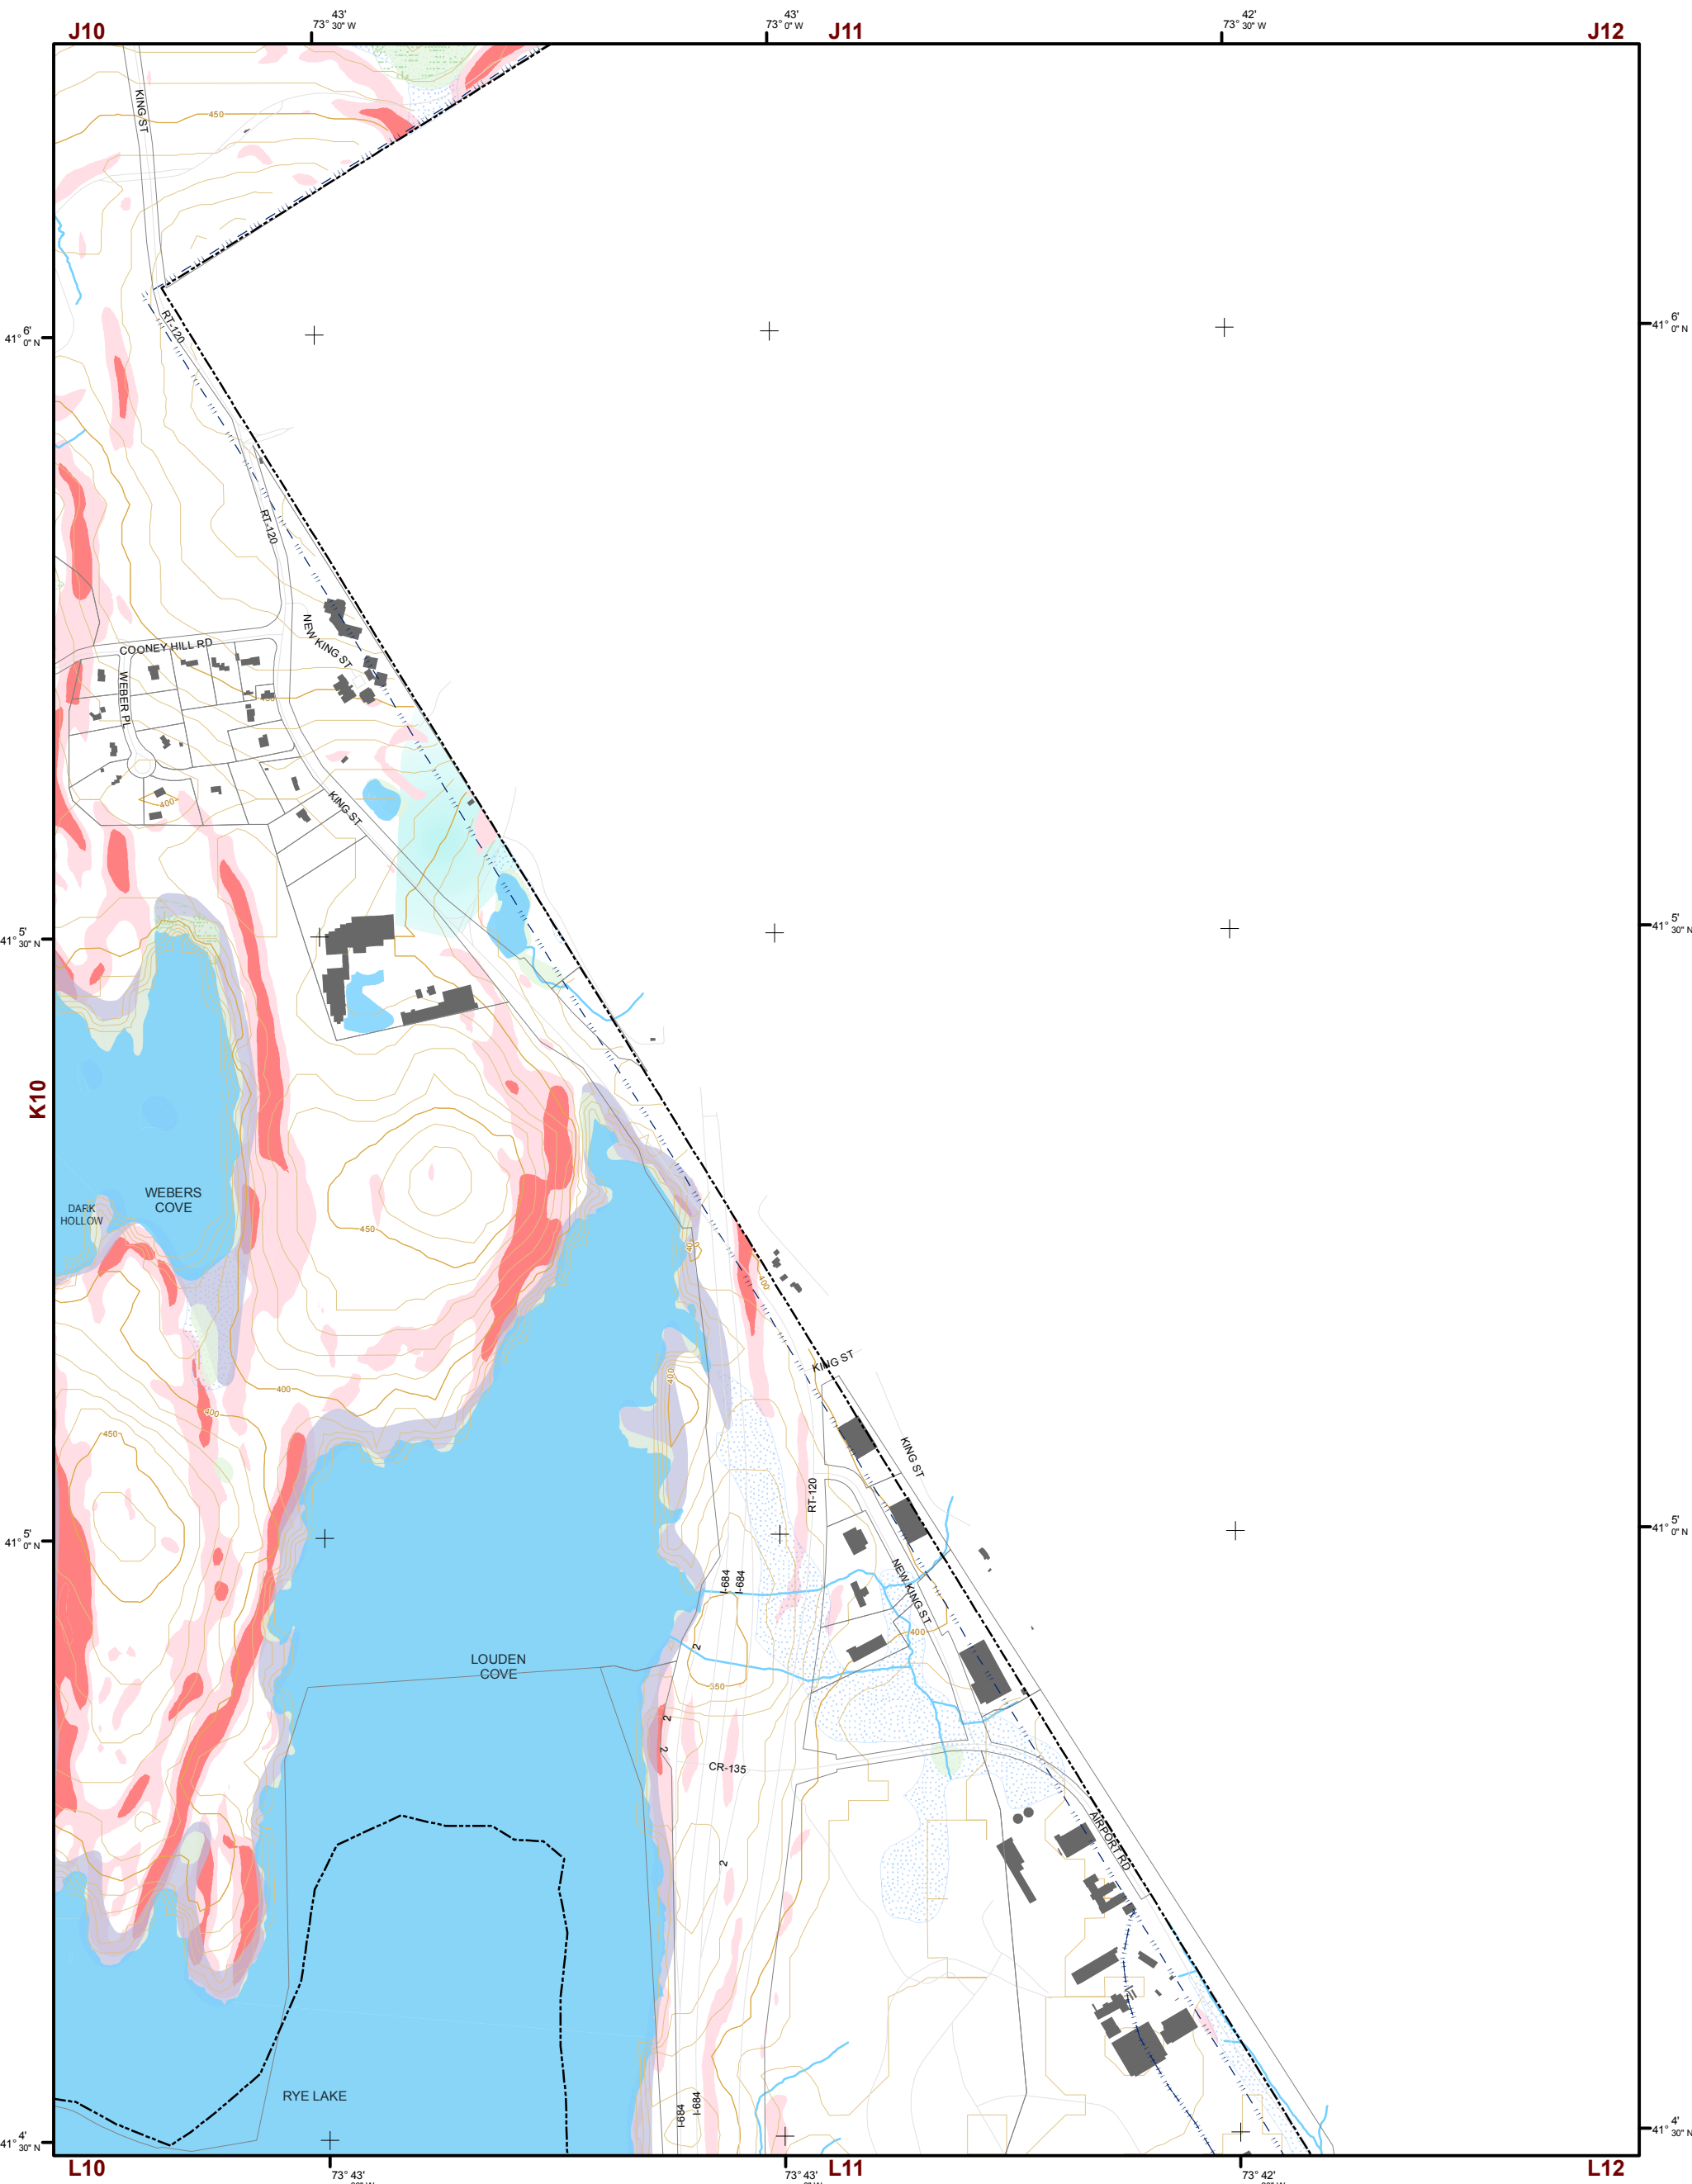 43'
73° 30" W
43'
73° 0" W
42'
73° 30" W
J10
J11
J12
KING ST
450
RT-120
41° 6' 0" N
41° 6' 0" N
RT-120
NEW KING ST
COONEY HILL RD
WEBER PL
400
KING ST
41° 5' 30" N
41° 5' 30" N
K10
WEBERS
COVE
DARK
HOLLOW
450
400
KING ST
400
400
400
450
KING ST
RT-120
41° 5' 0" N
41° 5' 0" N
I-684
I-684
NEW KING ST
400
2
LOUDEN
COVE
350
2
2
CR-135
AIRPORT RD
2
RYE LAKE
I-684
I-684
41° 4' 30" N
41° 4' 30" N
L10
L11
L12
73° 43'
73° 43'
73° 42'